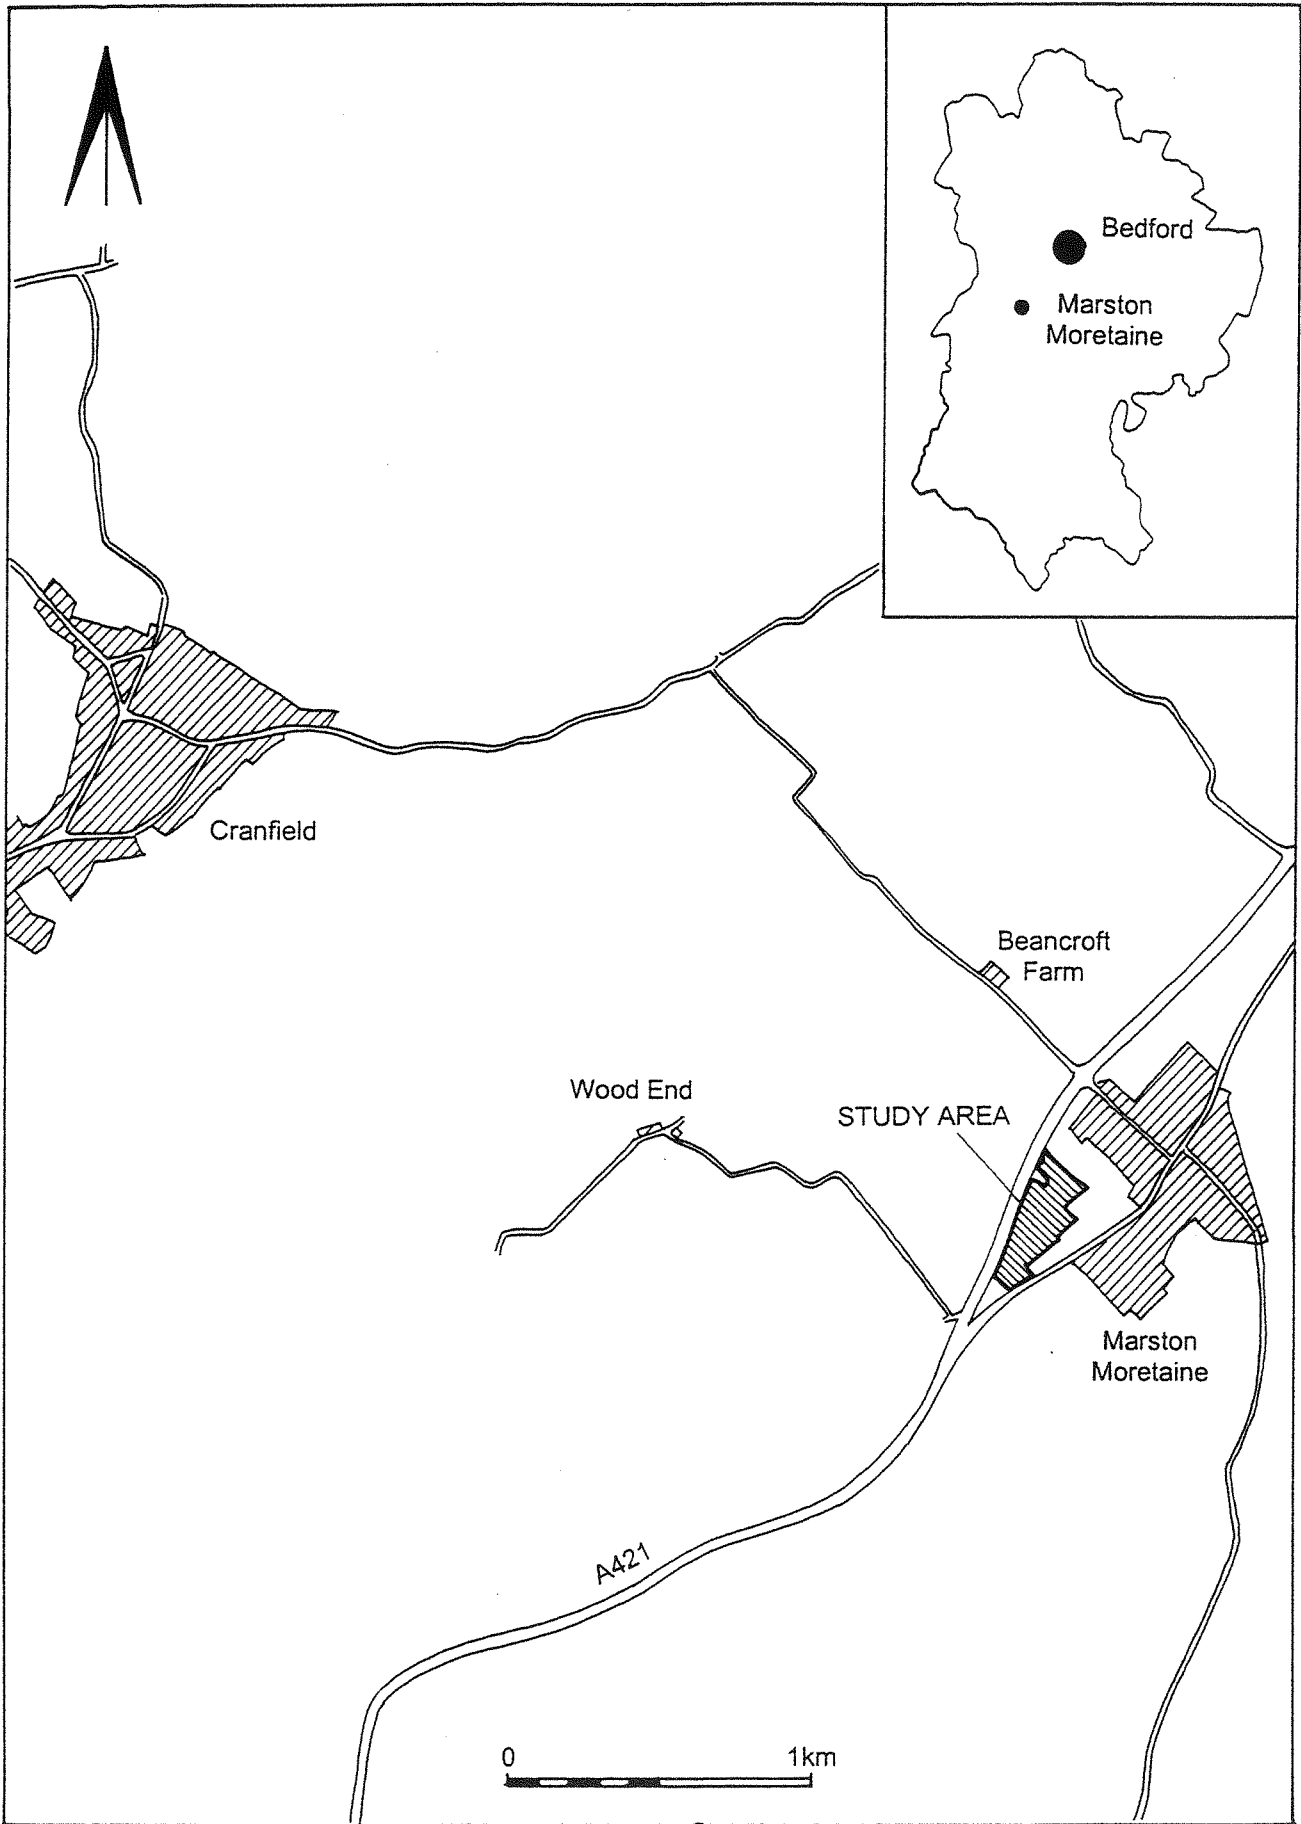 Bedford
Marston
Moretaine
Cranfield
Beancroft
Farm
Wood End
STUDY AREA
Marston
Moretaine
A421
0 1km